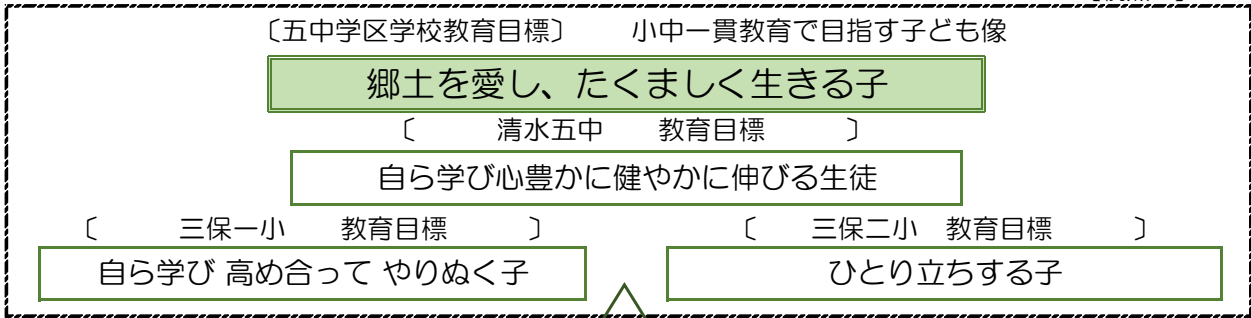 〔五中学区学校教育目標〕　　小中一貫教育で目指す子ども像
郷土を愛し、たくましく生きる子
〔　　　清水五中　　教育目標　　　〕
自ら学び心豊かに健やかに伸びる生徒
〔　　　三保一小　　教育目標　　　〕
〔　　三保二小　教育目標　　　〕
自ら学び 高め合って やりぬく子
ひとり立ちする子